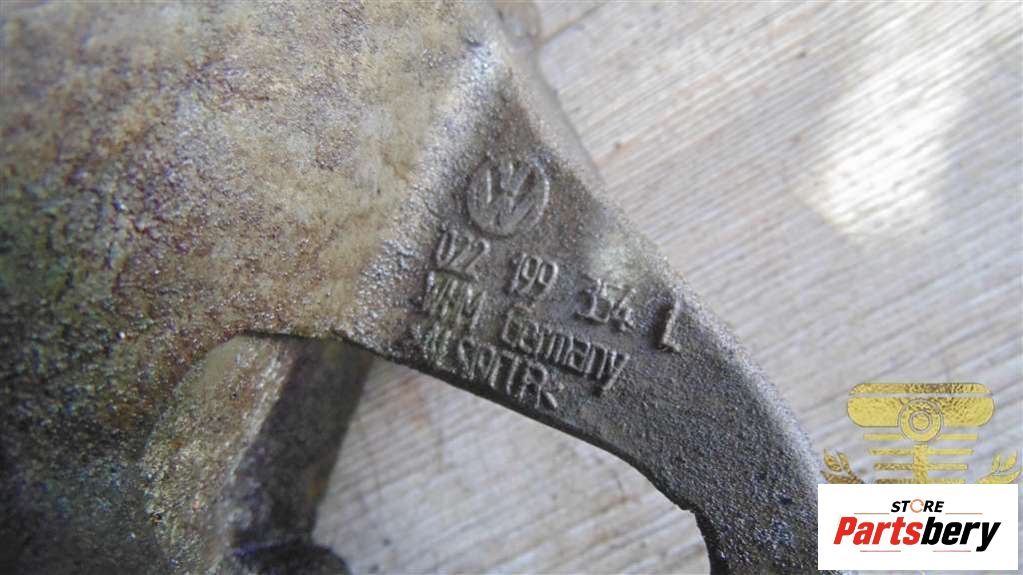 VW
022 199 354 L
Germany
STORE
Partsbery